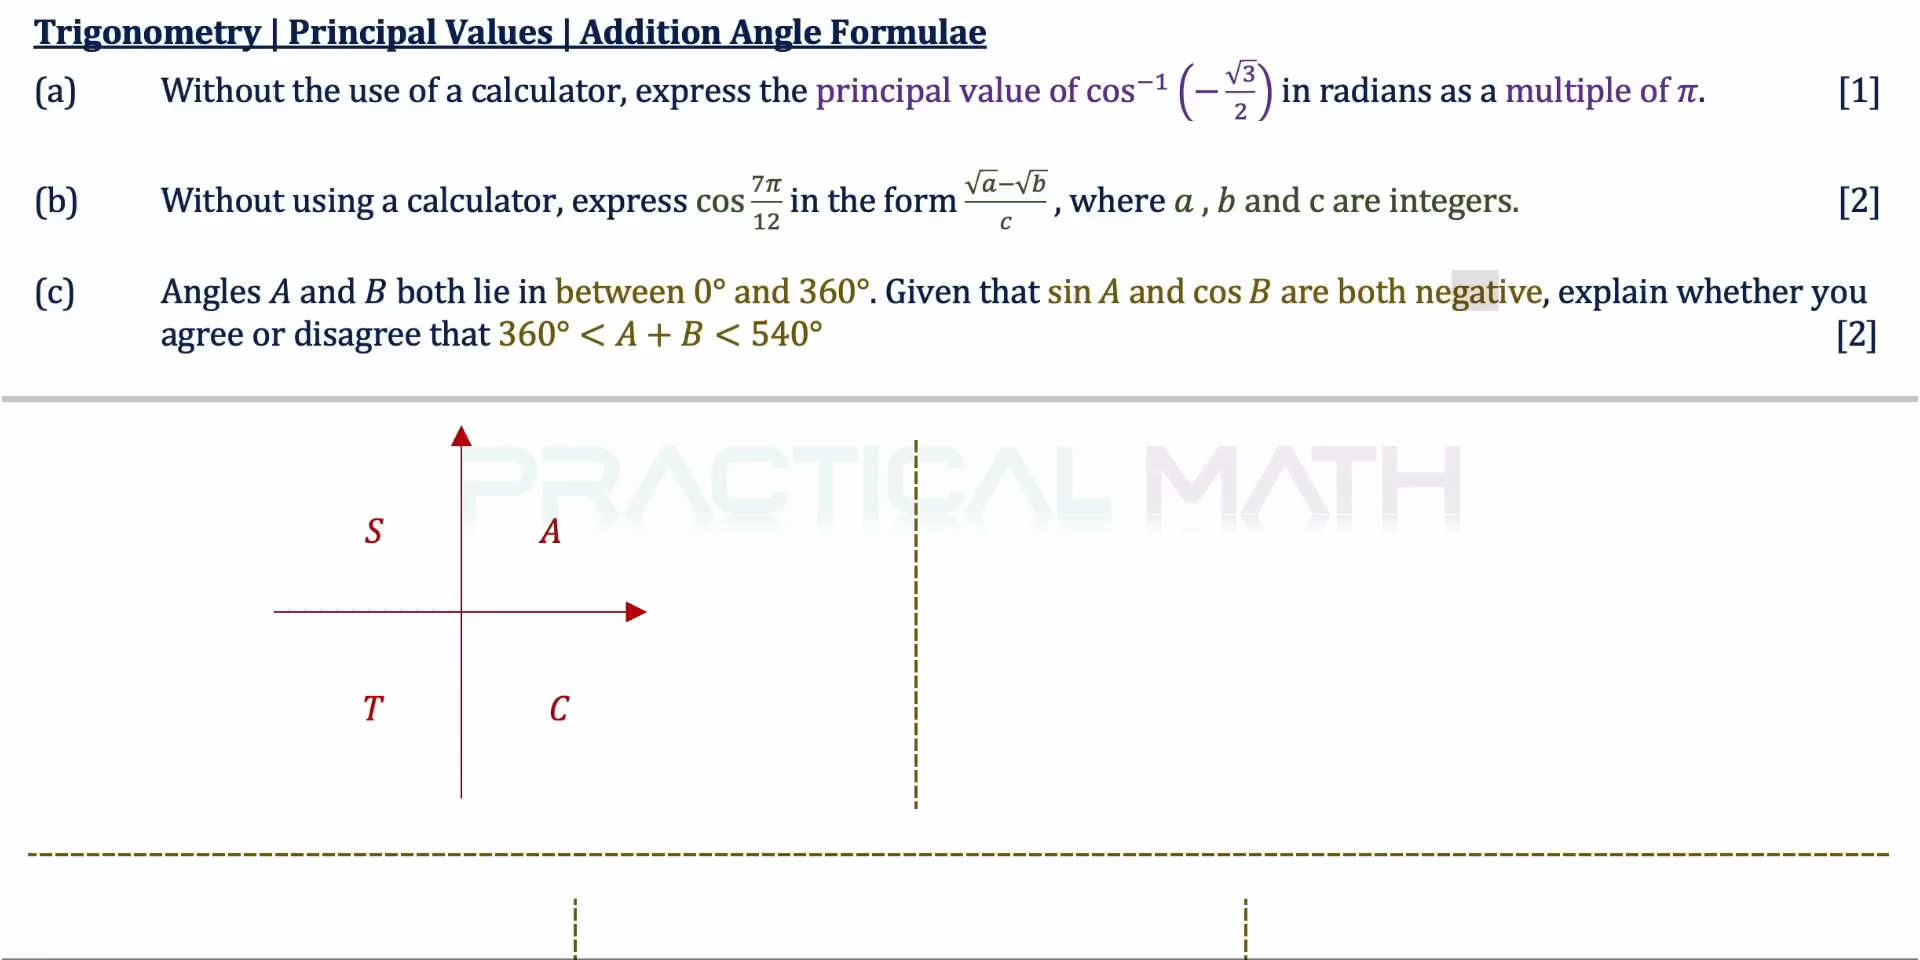 Trigonometry | Principal Values | Addition Angle Formulae
(a) Without the use of a calculator, express the principal value of cos⁻¹ (−√3/2) in radians as a multiple of π. [1]
(b) Without using a calculator, express cos 7π/12 in the form (√a−√b)/c, where a , b and c are integers. [2]
(c) Angles A and B both lie in between 0° and 360°. Given that sin A and cos B are both negative, explain whether you
agree or disagree that 360° < A + B < 540° [2]
PRACTICAL MATH
S A
T C